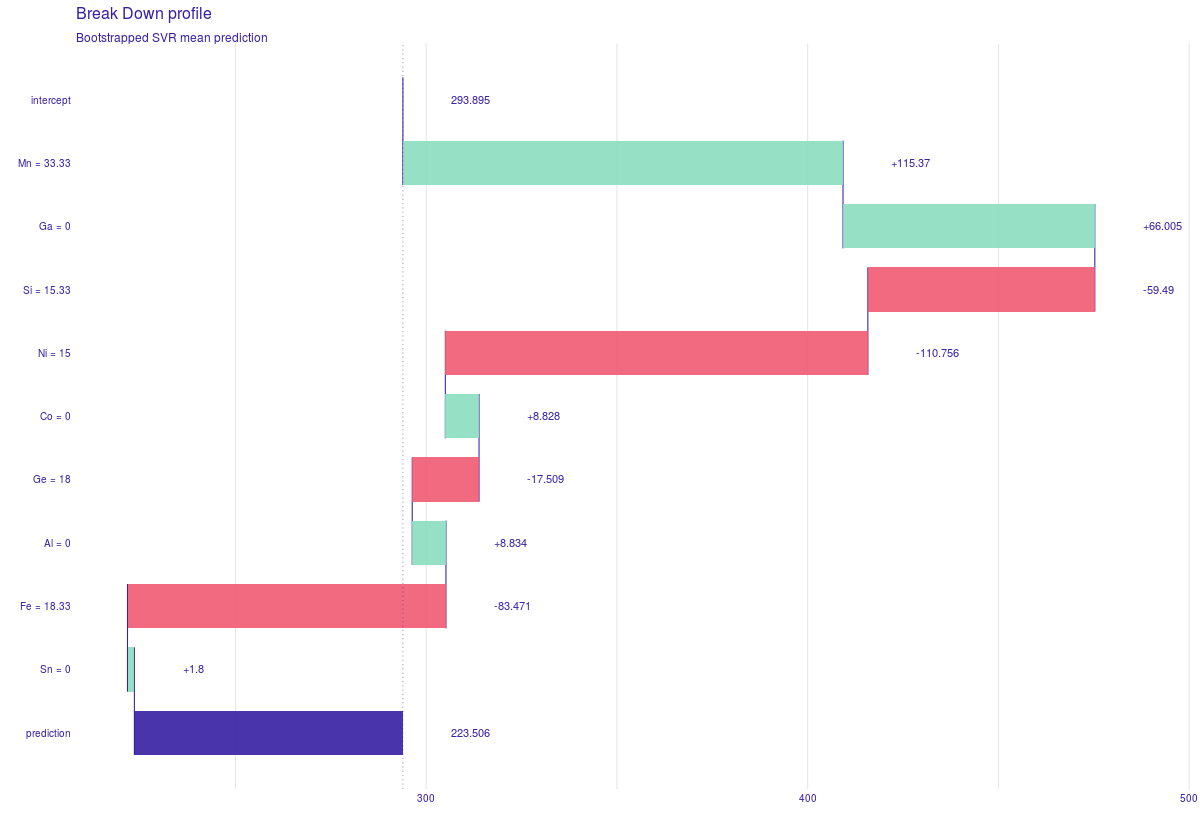 Break Down profile
Bootstrapped SVR mean prediction
intercept 293.895
Mn = 33.33 +115.37
Ga = 0 +66.005
Si = 15.33 -59.49
Ni = 15 -110.756
Co = 0 +8.828
Ge = 18 -17.509
Al = 0 +8.834
Fe = 18.33 -83.471
Sn = 0 +1.8
prediction 223.506
300 400 500